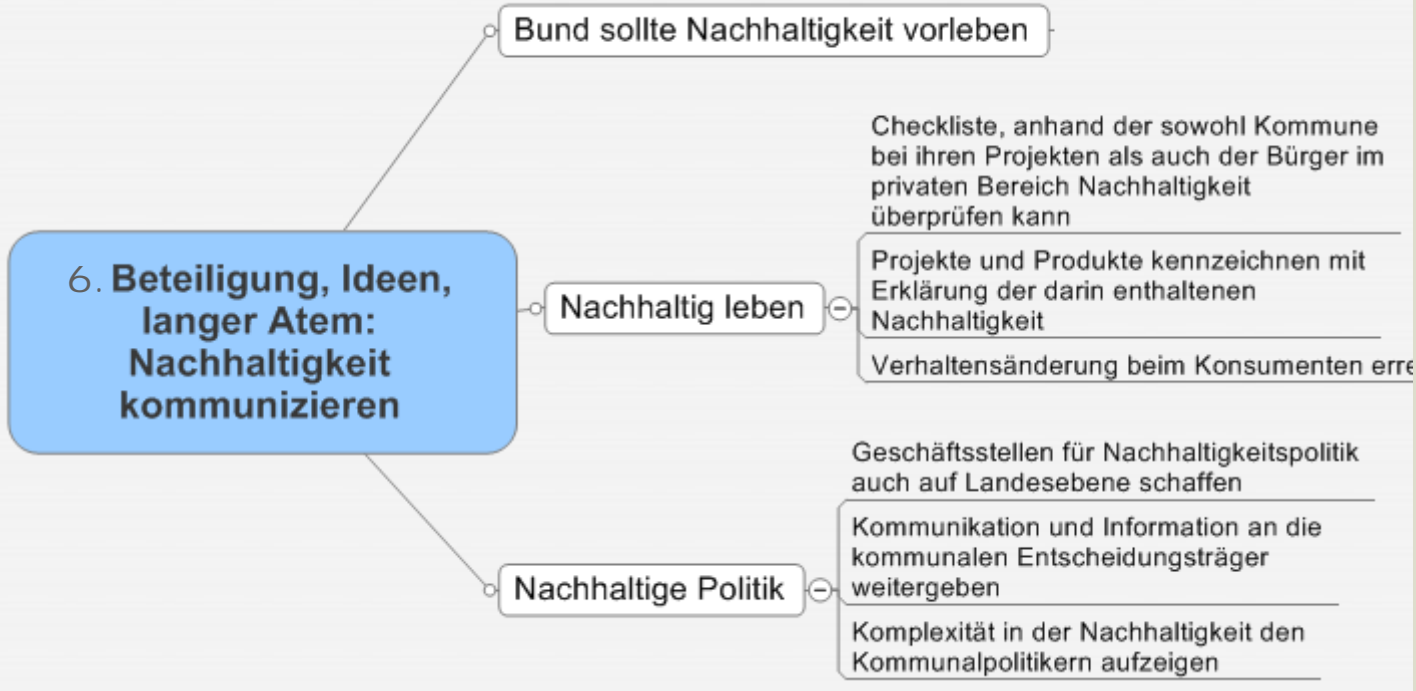 Bund sollte Nachhaltigkeit vorleben
Checkliste, anhand der sowohl Kommune
bei ihren Projekten als auch der Bürger im
privaten Bereich Nachhaltigkeit
überprüfen kann
6. Beteiligung, Ideen,
langer Atem:
Nachhaltigkeit
kommunizieren
Nachhaltig leben
Projekte und Produkte kennzeichnen mit
Erklärung der darin enthaltenen
Nachhaltigkeit
Verhaltensänderung beim Konsumenten
Nachhaltige Politik
Geschäftsstellen für Nachhaltigkeitspolitik
auch auf Landesebene schaffen
Kommunikation und Information an die
kommunalen Entscheidungsträger
weitergeben
Komplexität in der Nachhaltigkeit den
Kommunalpolitikern aufzeigen